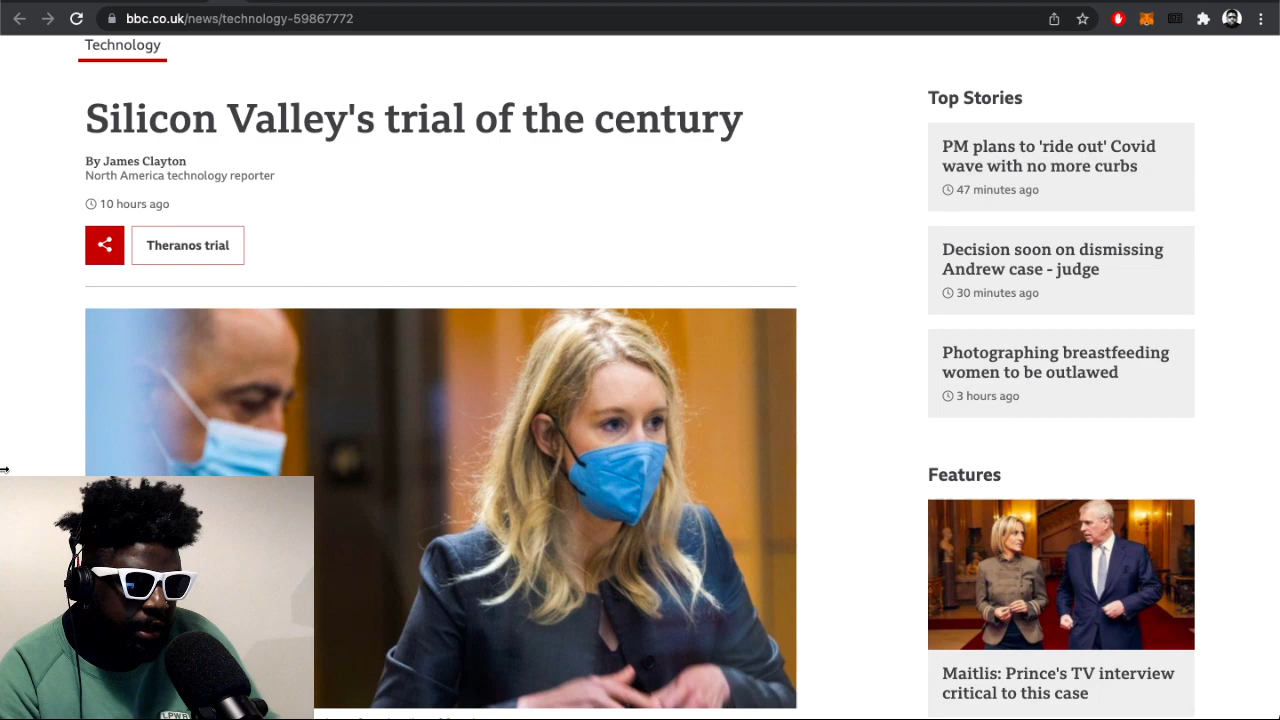 bbc.co.uk/news/technology-59867772
Technology
Silicon Valley's trial of the century
By James Clayton
North America technology reporter
10 hours ago
Theranos trial
Top Stories
PM plans to 'ride out' Covid
wave with no more curbs
47 minutes ago
Decision soon on dismissing
Andrew case - judge
30 minutes ago
Photographing breastfeeding
women to be outlawed
3 hours ago
Features
Maitlis: Prince's TV interview
critical to this case